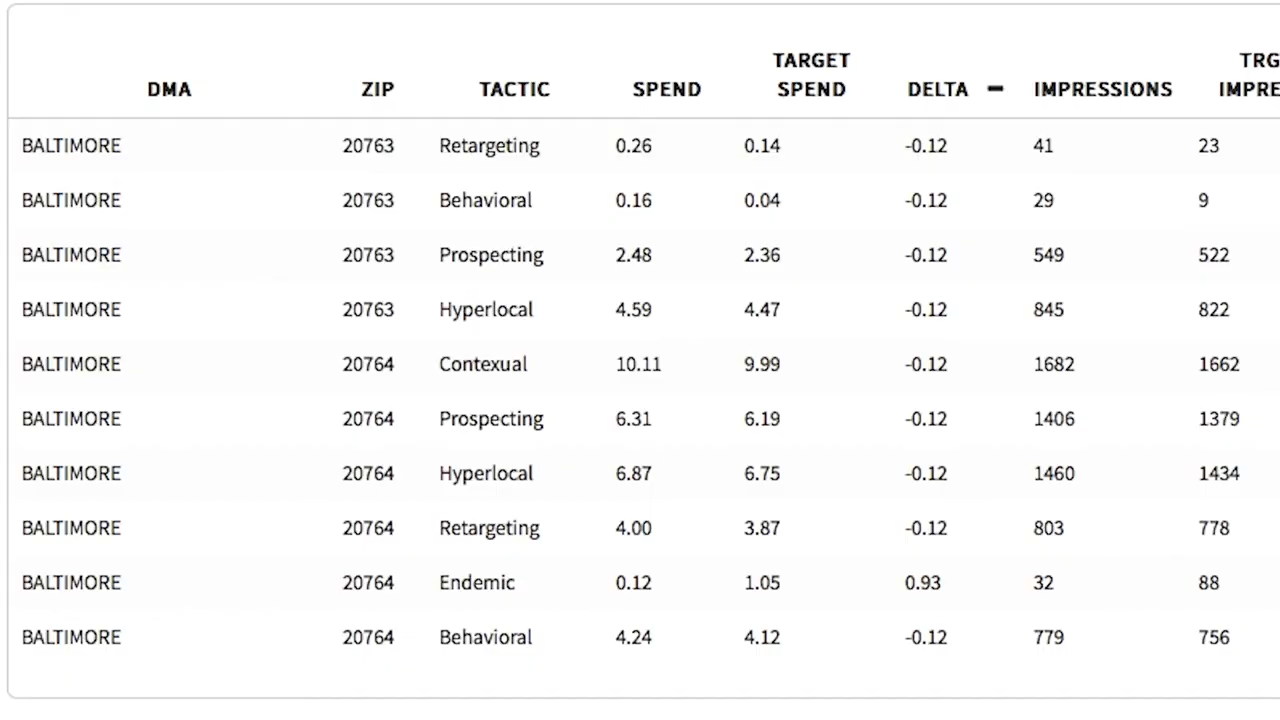 DMA ZIP TACTIC SPEND TARGET SPEND DELTA – IMPRESSIONS TRG IMPRE
BALTIMORE 20763 Retargeting 0.26 0.14 -0.12 41 23
BALTIMORE 20763 Behavioral 0.16 0.04 -0.12 29 9
BALTIMORE 20763 Prospecting 2.48 2.36 -0.12 549 522
BALTIMORE 20763 Hyperlocal 4.59 4.47 -0.12 845 822
BALTIMORE 20764 Contexual 10.11 9.99 -0.12 1682 1662
BALTIMORE 20764 Prospecting 6.31 6.19 -0.12 1406 1379
BALTIMORE 20764 Hyperlocal 6.87 6.75 -0.12 1460 1434
BALTIMORE 20764 Retargeting 4.00 3.87 -0.12 803 778
BALTIMORE 20764 Endemic 0.12 1.05 0.93 32 88
BALTIMORE 20764 Behavioral 4.24 4.12 -0.12 779 756